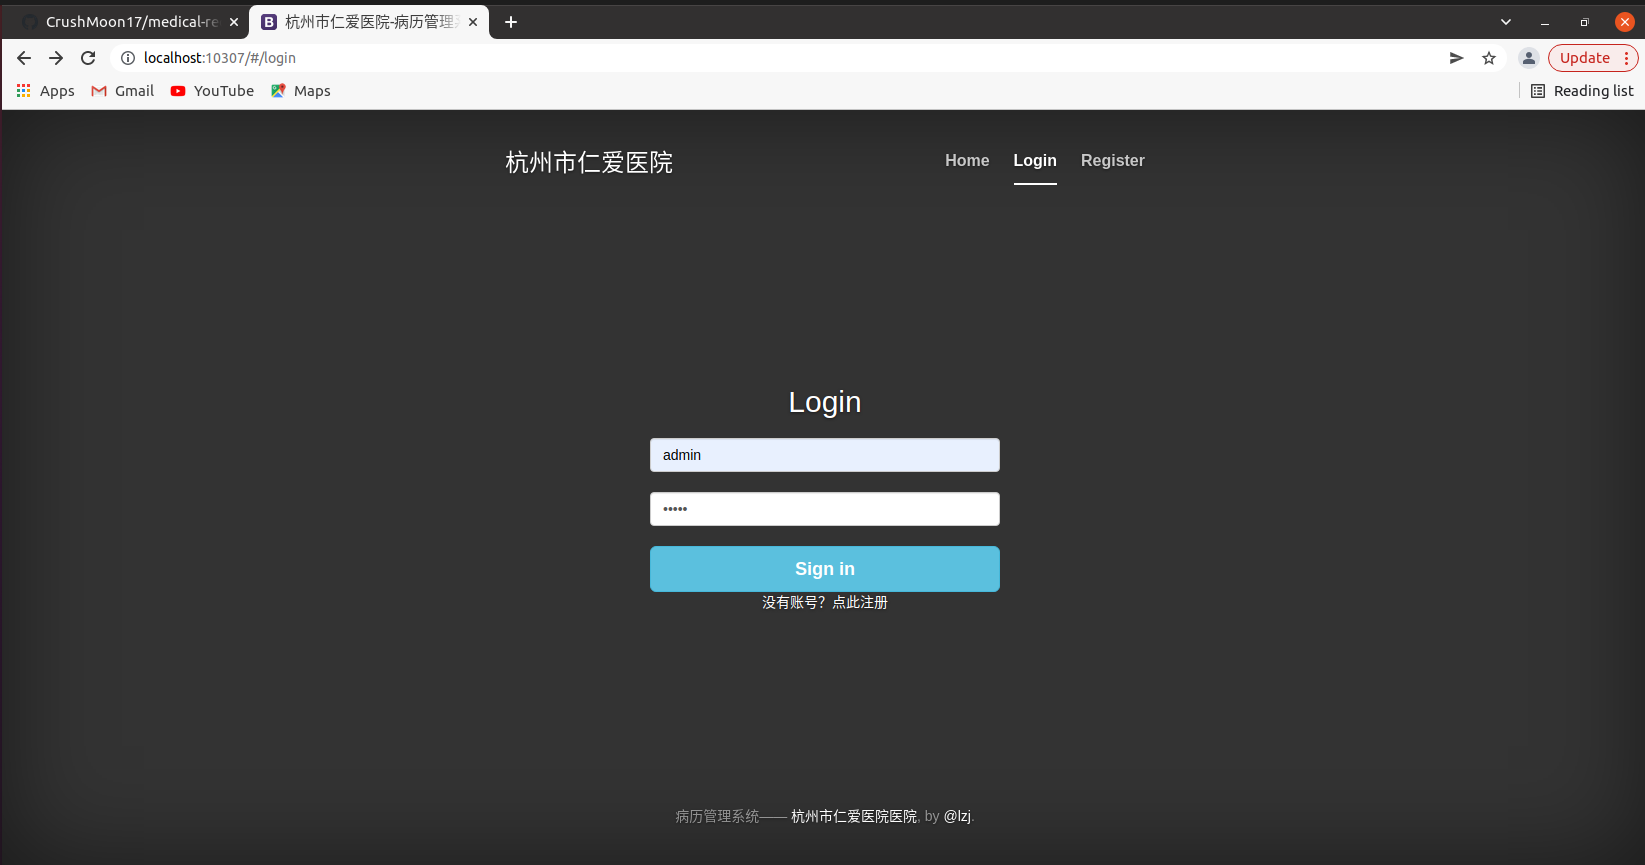 CrushMoon17/medical-re
杭州市仁爱医院-病历管理系
localhost:10307/#/login
Update
Apps
Gmail
YouTube
Maps
Reading list
杭州市仁爱医院
Home
Login
Register
Login
admin
•••••
Sign in
没有账号？点此注册
病历管理系统—— 杭州市仁爱医院医院, by @lzj.